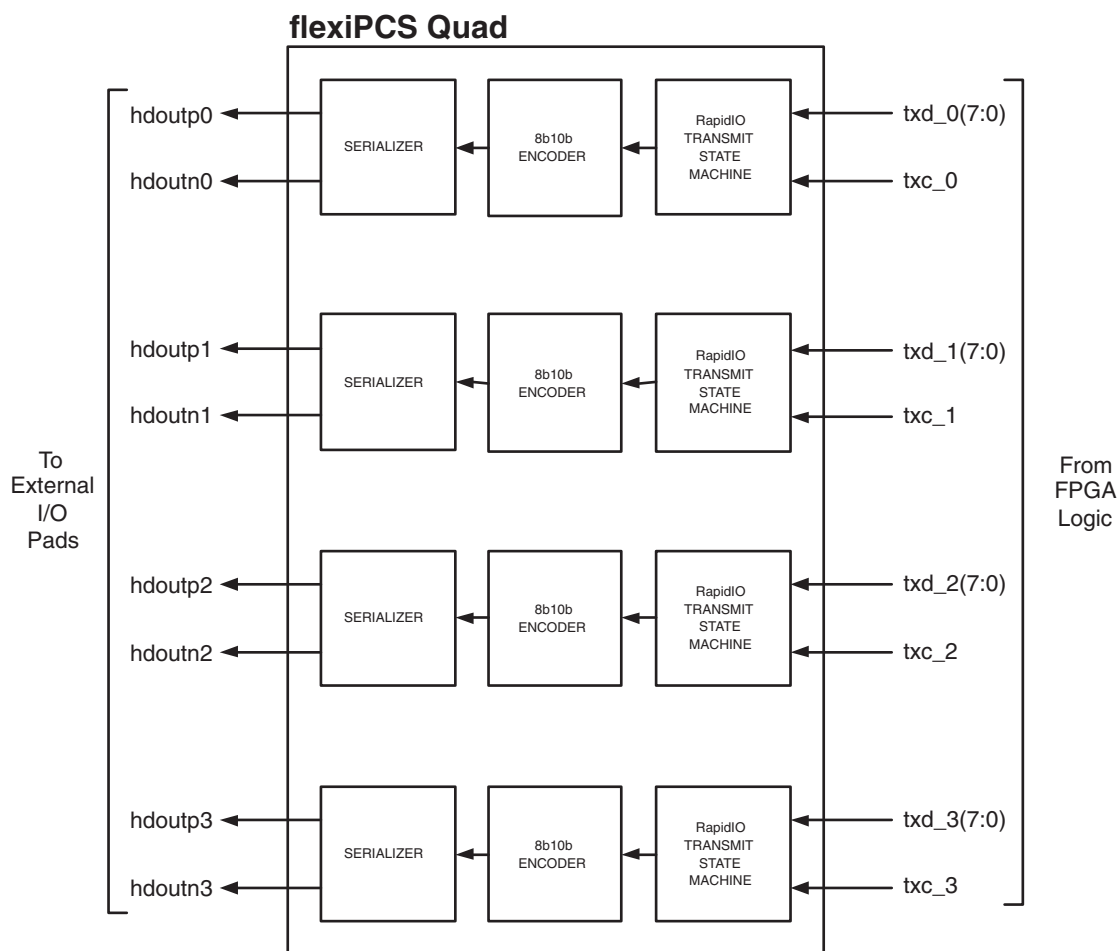 flexiPCS Quad
hdoutp0
hdoutn0
SERIALIZER
8b10b
ENCODER
RapidIO
TRANSMIT
STATE
MACHINE
txd_0(7:0)
txc_0
hdoutp1
hdoutn1
SERIALIZER
8b10b
ENCODER
RapidIO
TRANSMIT
STATE
MACHINE
txd_1(7:0)
txc_1
To
External
I/O
Pads
From
FPGA
Logic
hdoutp2
hdoutn2
SERIALIZER
8b10b
ENCODER
RapidIO
TRANSMIT
STATE
MACHINE
txd_2(7:0)
txc_2
hdoutp3
hdoutn3
SERIALIZER
8b10b
ENCODER
RapidIO
TRANSMIT
STATE
MACHINE
txd_3(7:0)
txc_3